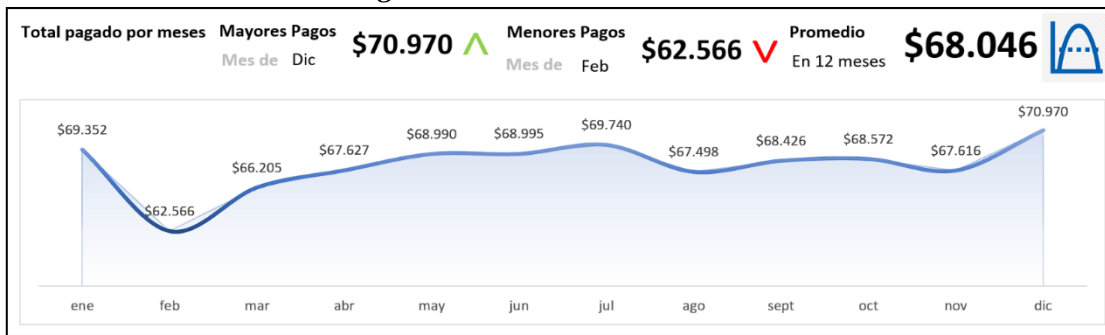 Total pagado por meses
Mayores Pagos
Mes de Dic
$70.970
Menores Pagos
Mes de Feb
$62.566
Promedio
En 12 meses
$68.046
$69.352
$62.566
$66.205
$67.627
$68.990
$68.995
$69.740
$67.498
$68.426
$68.572
$67.616
$70.970
ene feb mar abr may jun jul ago sept oct nov dic